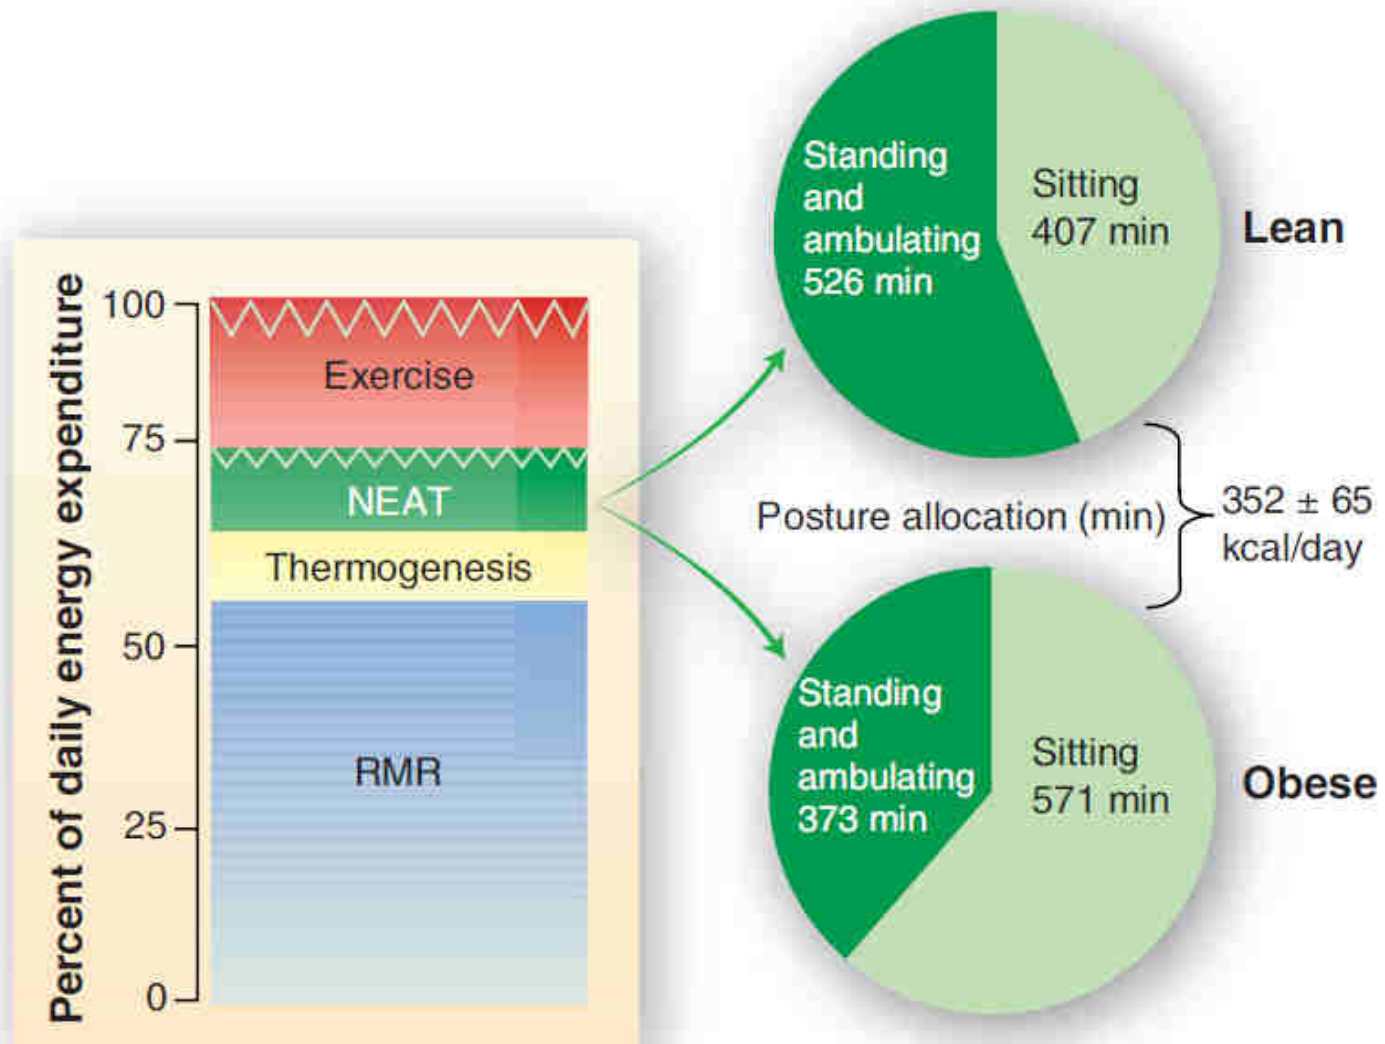 Percent of daily energy expenditure
100
75
50
25
0
Exercise
NEAT
Thermogenesis
RMR
Standing
and
ambulating
526 min
Sitting
407 min
Lean
Posture allocation (min)
352 ± 65
kcal/day
Standing
and
ambulating
373 min
Sitting
571 min
Obese